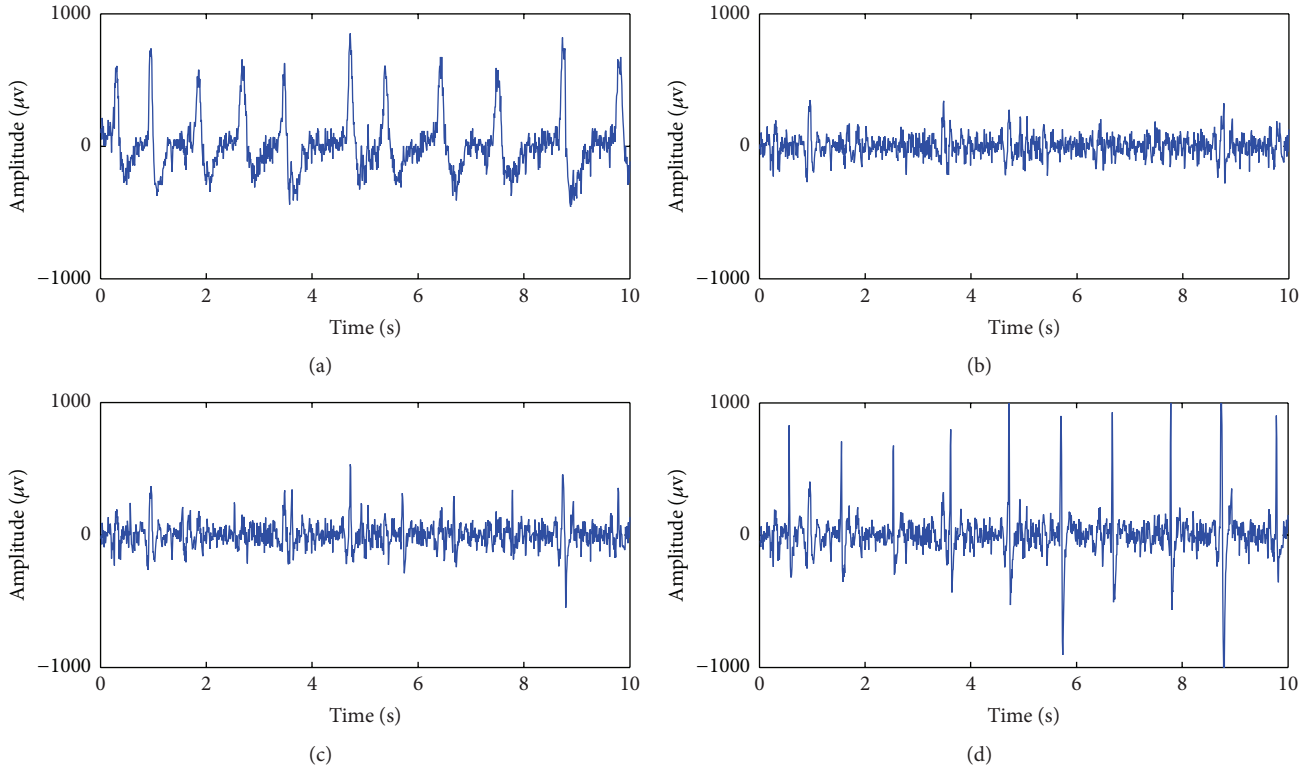 1000
0
−1000
Amplitude (μv)
0 2 4 6 8 10
Time (s)
(a)
1000
0
−1000
Amplitude (μv)
0 2 4 6 8 10
Time (s)
(b)
1000
0
−1000
Amplitude (μv)
0 2 4 6 8 10
Time (s)
(c)
1000
0
−1000
Amplitude (μv)
0 2 4 6 8 10
Time (s)
(d)